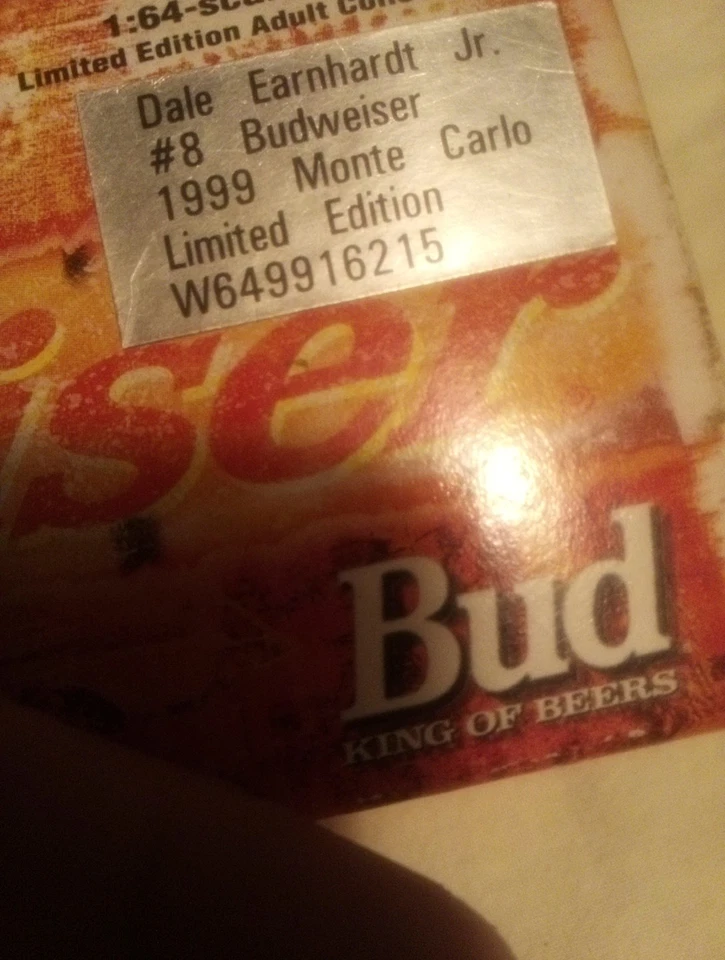 1:64-
Limited Edition Adult
Dale Earnhardt Jr.
#8 Budweiser
1999 Monte Carlo
Limited Edition
W649916215
iser
Bud
KING OF BEERS